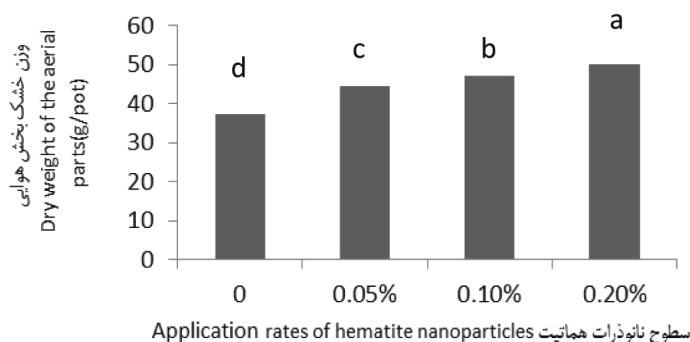 وزن خشک بخش هوایی
Dry weight of the aerial
parts(g/pot)
60
50
40
30
20
10
0
d
c
b
a
0
0.05%
0.10%
0.20%
Application rates of hematite nanoparticles سطوح نانوذرات هماتیت